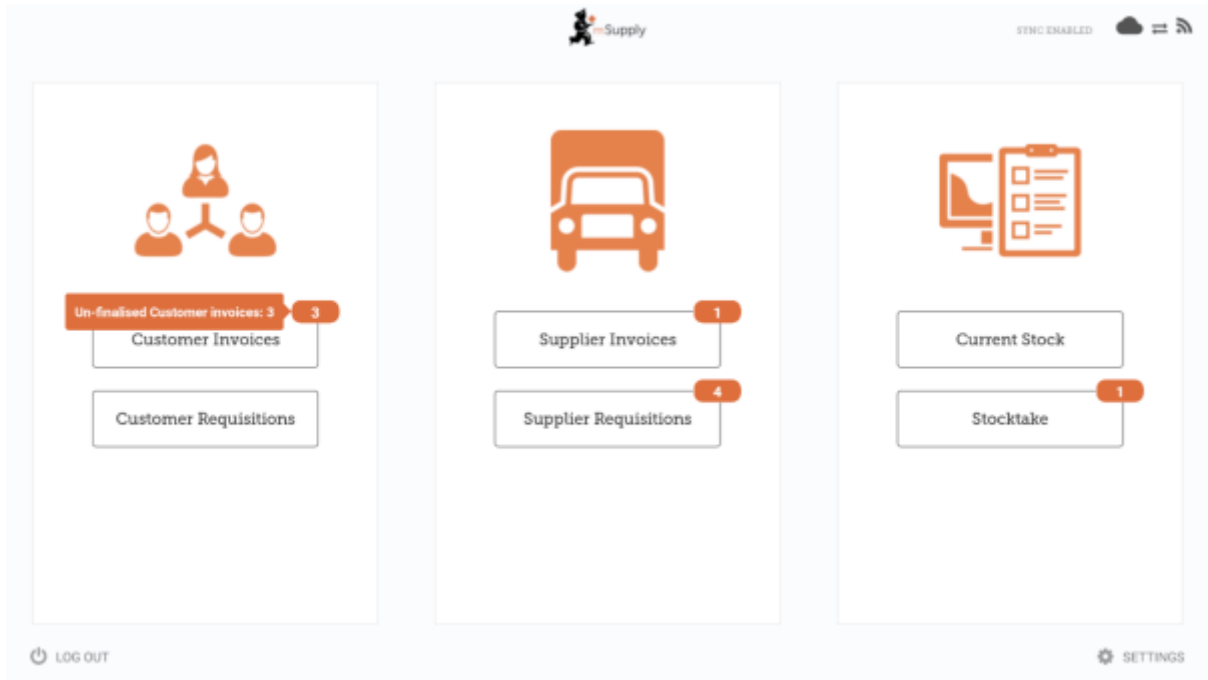 mSupply
SYNC ENABLED
Un-finalised Customer invoices: 3
3
Customer Invoices
Customer Requisitions
1
Supplier Invoices
4
Supplier Requisitions
Current Stock
1
Stocktake
LOG OUT
SETTINGS